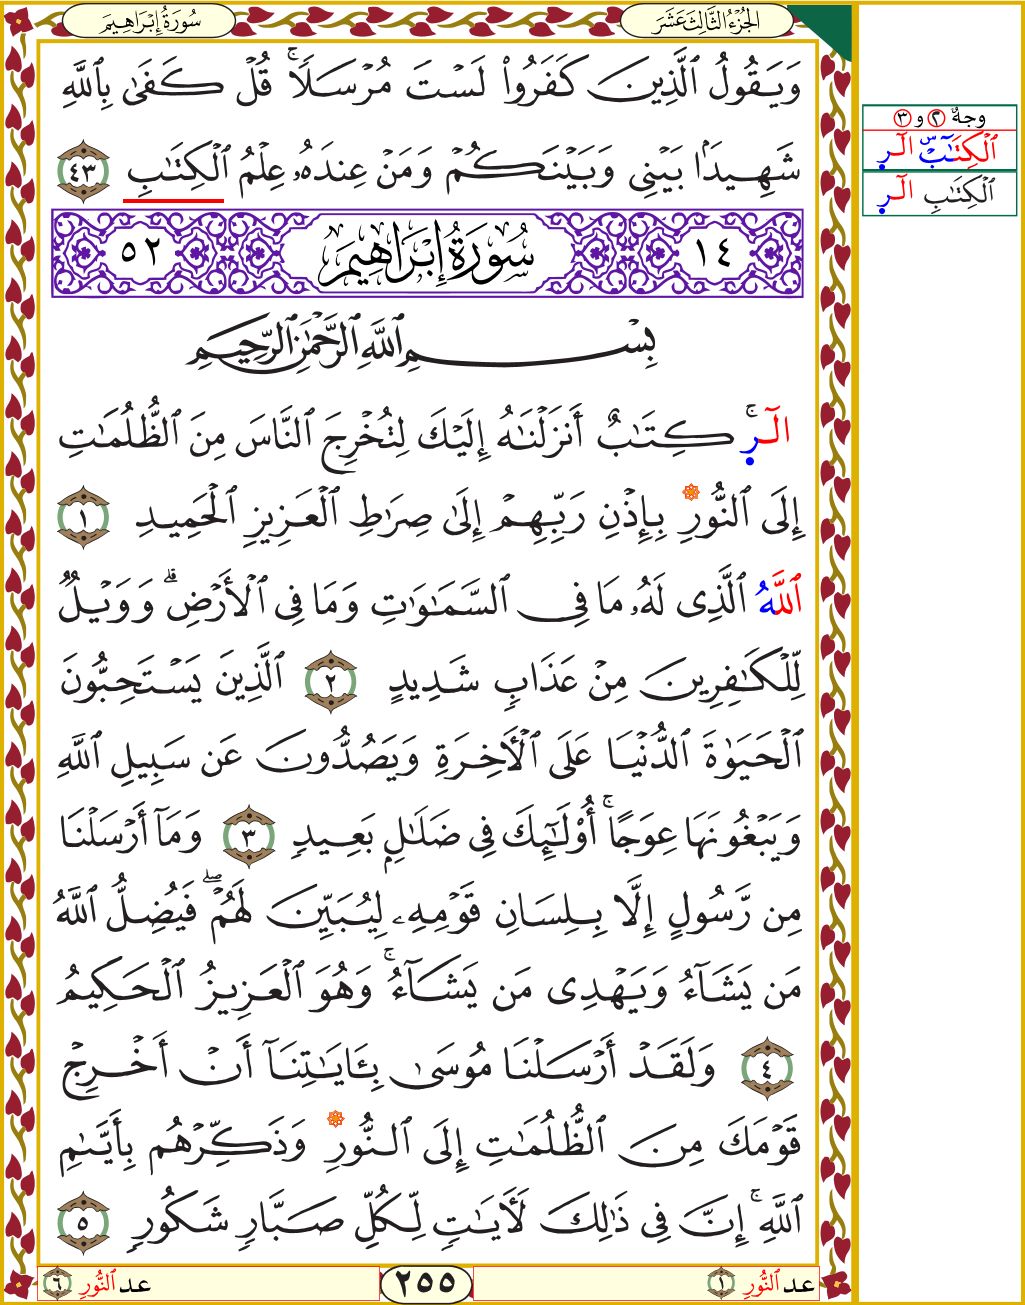 سُورَةُ إِبْرَاهِيمَ
الجُزْءُ الثَّالِثَ عَشَرَ
وَيَقُولُ ٱلَّذِينَ كَفَرُوا۟ لَسْتَ مُرْسَلًاۚ قُلْ كَفَىٰ بِٱللَّهِ
شَهِيدًۢا بَيْنِي وَبَيْنَكُمْ وَمَنْ عِندَهُۥ عِلْمُ ٱلْكِتَٰبِ ٤٣
١٤ سُورَةُ إِبْرَاهِيمَ ٥٢
بِسْمِ ٱللَّهِ ٱلرَّحْمَٰنِ ٱلرَّحِيمِ
الٓرۚ كِتَٰبٌ أَنزَلْنَٰهُ إِلَيْكَ لِتُخْرِجَ ٱلنَّاسَ مِنَ ٱلظُّلُمَٰتِ
إِلَى ٱلنُّورِ بِإِذْنِ رَبِّهِمْ إِلَىٰ صِرَٰطِ ٱلْعَزِيزِ ٱلْحَمِيدِ ١
ٱللَّهُ ٱلَّذِى لَهُۥ مَا فِى ٱلسَّمَٰوَٰتِ وَمَا فِى ٱلْأَرْضِۗ وَوَيْلٌ
لِّلْكَٰفِرِينَ مِنْ عَذَابٍ شَدِيدٍ ٢ ٱلَّذِينَ يَسْتَحِبُّونَ
ٱلْحَيَوٰةَ ٱلدُّنْيَا عَلَى ٱلْأَخِرَةِ وَيَصُدُّونَ عَن سَبِيلِ ٱللَّهِ
وَيَبْغُونَهَا عِوَجًاۚ أُو۟لَٰٓئِكَ فِى ضَلَٰلٍۭ بَعِيدٍ ٣ وَمَآ أَرْسَلْنَا
مِن رَّسُولٍ إِلَّا بِلِسَانِ قَوْمِهِۦ لِيُبَيِّنَ لَهُمْۖ فَيُضِلُّ ٱللَّهُ
مَن يَشَآءُ وَيَهْدِى مَن يَشَآءُۚ وَهُوَ ٱلْعَزِيزُ ٱلْحَكِيمُ
٤ وَلَقَدْ أَرْسَلْنَا مُوسَىٰ بِـَٔايَٰتِنَآ أَنْ أَخْرِجْ
قَوْمَكَ مِنَ ٱلظُّلُمَٰتِ إِلَى ٱلنُّورِ وَذَكِّرْهُم بِأَيَّىٰمِ
ٱللَّهِۚ إِنَّ فِى ذَٰلِكَ لَأَيَٰتٍ لِّكُلِّ صَبَّارٍ شَكُورٍ ٥
عد ٱلنُّورِ ١
٢٥٥
عد ٱلنُّورِ ٦
وجهٌ ٢ و ٣
ٱلْكِتَٰبِ س الٓر
ٱلْكِتَٰبِ الٓر